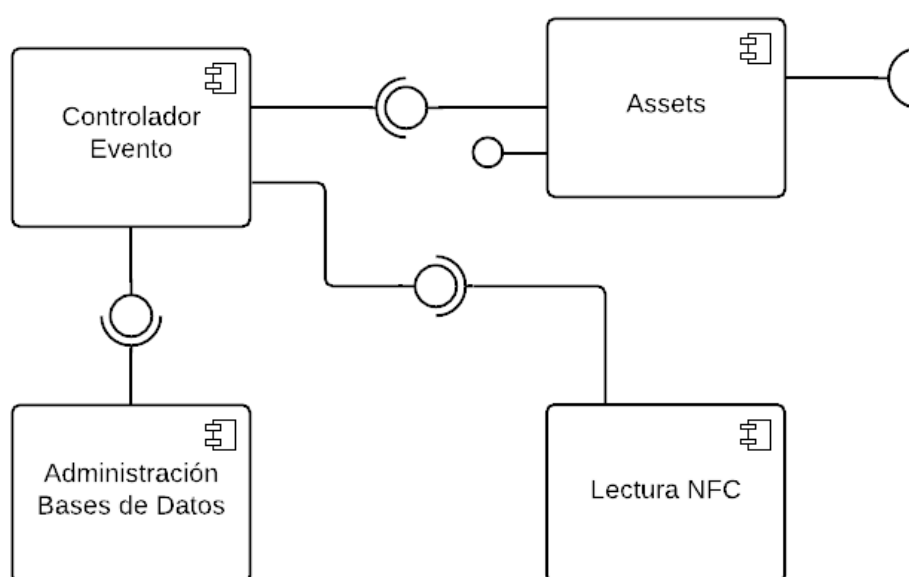 Controlador
Evento
Assets
Administración
Bases de Datos
Lectura NFC